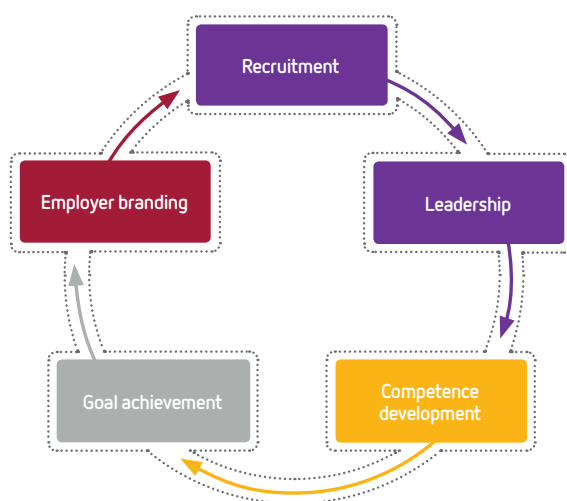 Recruitment
Leadership
Competence
development
Goal achievement
Employer branding